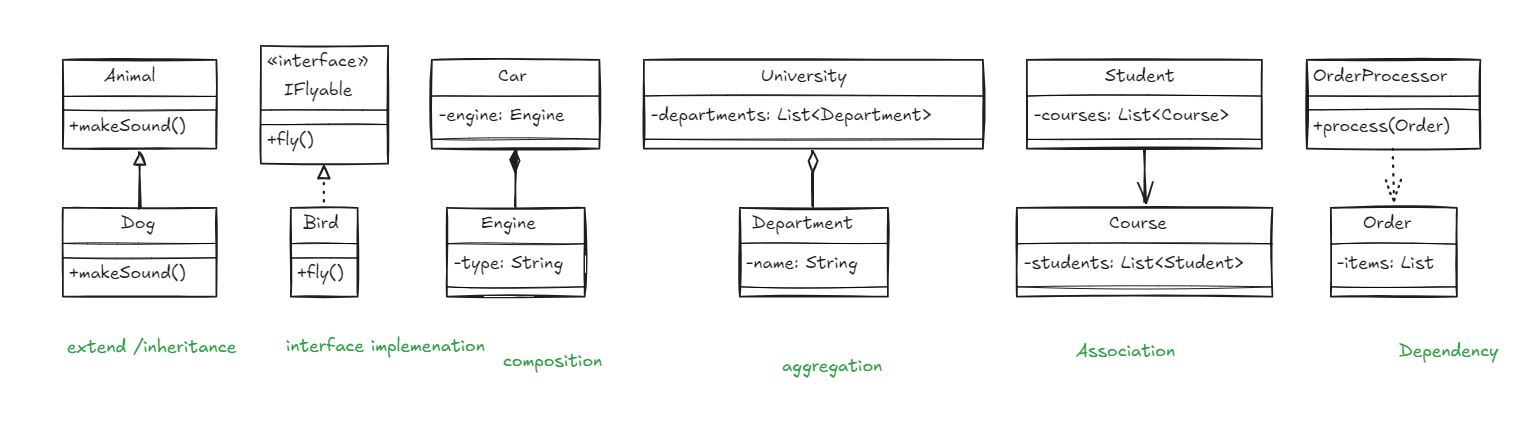 Animal
+makeSound()
Dog
+makeSound()
extend /inheritance
«interface»
IFlyable
+fly()
Bird
+fly()
interface implemenation
Car
-engine: Engine
Engine
-type: String
composition
University
-departments: List<Department>
Department
-name: String
aggregation
Student
-courses: List<Course>
Course
-students: List<Student>
Association
OrderProcessor
+process(Order)
Order
-items: List
Dependency